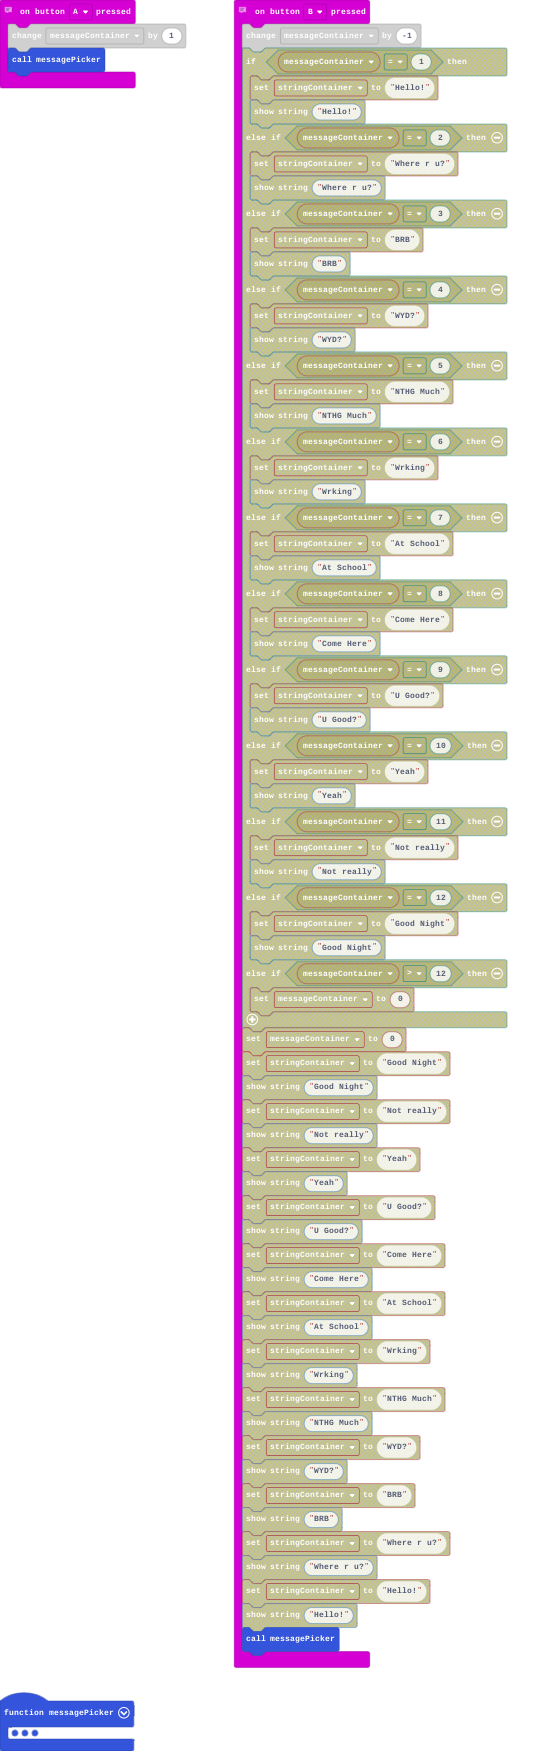 on button A pressed
change messageContainer by 1
call messagePicker
on button B pressed
change messageContainer by -1
if messageContainer = 1 then
set stringContainer to "Hello!"
show string "Hello!"
else if messageContainer = 2 then
set stringContainer to "Where r u?"
show string "Where r u?"
else if messageContainer = 3 then
set stringContainer to "BRB"
show string "BRB"
else if messageContainer = 4 then
set stringContainer to "WYD?"
show string "WYD?"
else if messageContainer = 5 then
set stringContainer to "NTHG Much"
show string "NTHG Much"
else if messageContainer = 6 then
set stringContainer to "Wrking"
show string "Wrking"
else if messageContainer = 7 then
set stringContainer to "At School"
show string "At School"
else if messageContainer = 8 then
set stringContainer to "Come Here"
show string "Come Here"
else if messageContainer = 9 then
set stringContainer to "U Good?"
show string "U Good?"
else if messageContainer = 10 then
set stringContainer to "Yeah"
show string "Yeah"
else if messageContainer = 11 then
set stringContainer to "Not really"
show string "Not really"
else if messageContainer = 12 then
set stringContainer to "Good Night"
show string "Good Night"
else if messageContainer > 12 then
set messageContainer to 0
set messageContainer to 0
set stringContainer to "Good Night"
show string "Good Night"
set stringContainer to "Not really"
show string "Not really"
set stringContainer to "Yeah"
show string "Yeah"
set stringContainer to "U Good?"
show string "U Good?"
set stringContainer to "Come Here"
show string "Come Here"
set stringContainer to "At School"
show string "At School"
set stringContainer to "Wrking"
show string "Wrking"
set stringContainer to "NTHG Much"
show string "NTHG Much"
set stringContainer to "WYD?"
show string "WYD?"
set stringContainer to "BRB"
show string "BRB"
set stringContainer to "Where r u?"
show string "Where r u?"
set stringContainer to "Hello!"
show string "Hello!"
call messagePicker
function messagePicker